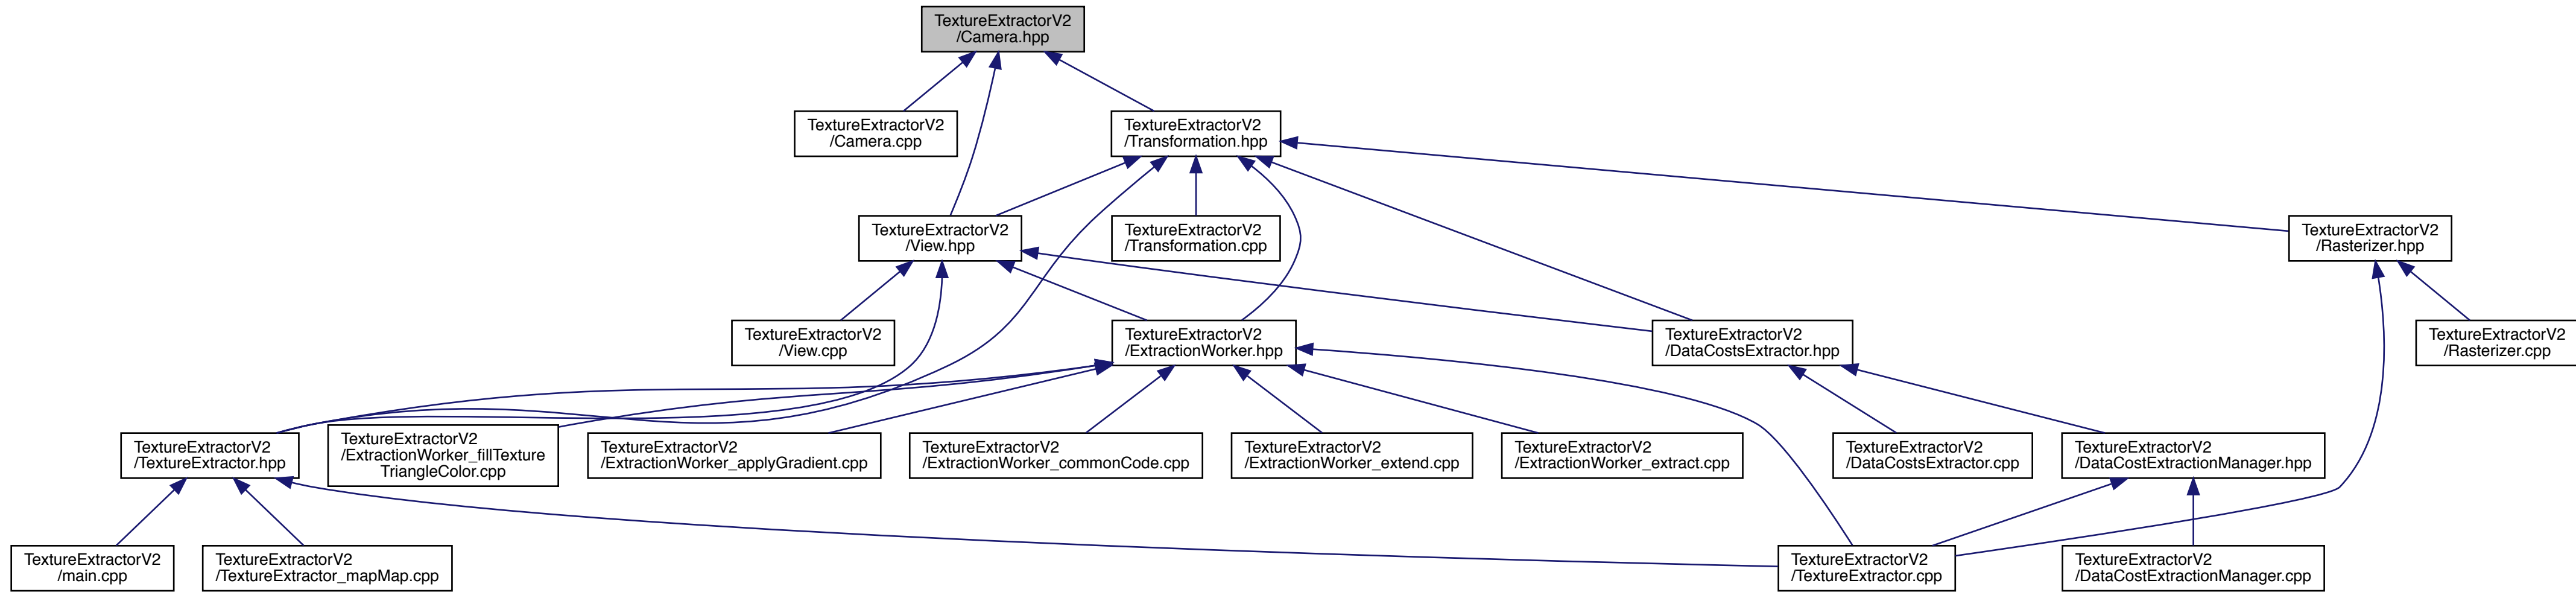 TextureExtractorV2
/Camera.hpp
TextureExtractorV2
/Camera.cpp
TextureExtractorV2
/Transformation.hpp
TextureExtractorV2
/View.hpp
TextureExtractorV2
/Transformation.cpp
TextureExtractorV2
/Rasterizer.hpp
TextureExtractorV2
/View.cpp
TextureExtractorV2
/ExtractionWorker.hpp
TextureExtractorV2
/DataCostsExtractor.hpp
TextureExtractorV2
/Rasterizer.cpp
TextureExtractorV2
/TextureExtractor.hpp
TextureExtractorV2
/ExtractionWorker_fillTexture
TriangleColor.cpp
TextureExtractorV2
/ExtractionWorker_applyGradient.cpp
TextureExtractorV2
/ExtractionWorker_commonCode.cpp
TextureExtractorV2
/ExtractionWorker_extend.cpp
TextureExtractorV2
/ExtractionWorker_extract.cpp
TextureExtractorV2
/DataCostsExtractor.cpp
TextureExtractorV2
/DataCostExtractionManager.hpp
TextureExtractorV2
/main.cpp
TextureExtractorV2
/TextureExtractor_mapMap.cpp
TextureExtractorV2
/TextureExtractor.cpp
TextureExtractorV2
/DataCostExtractionManager.cpp